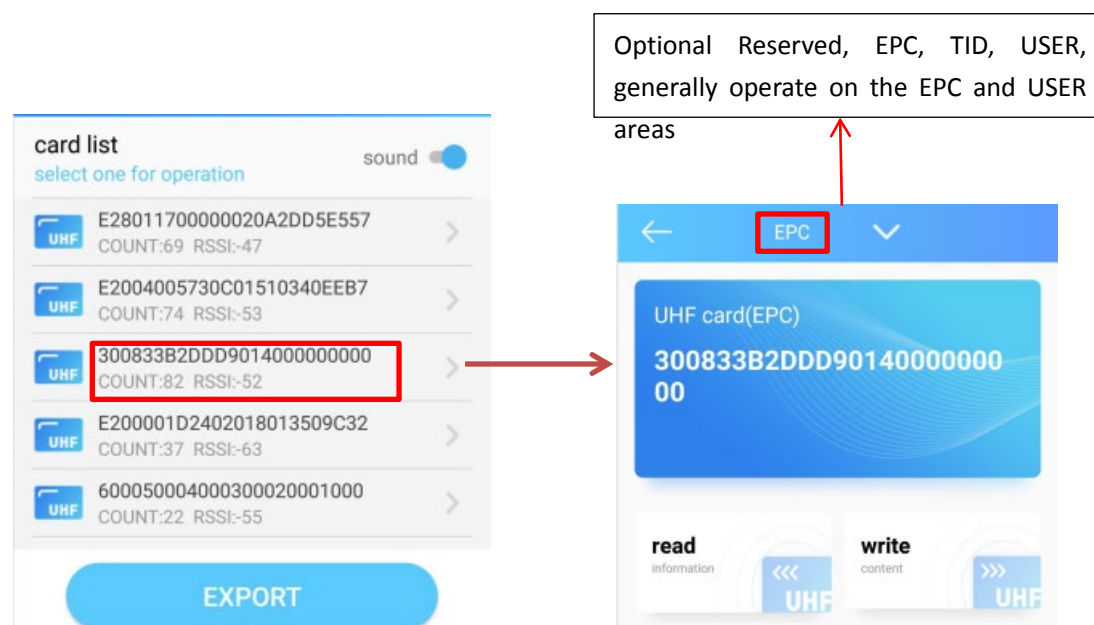 Optional Reserved, EPC, TID, USER,
generally operate on the EPC and USER
areas
card list
select one for operation
sound
UHF
E28011700000020A2DD5E557
COUNT:69 RSSI:-47
UHF
E2004005730C01510340EEB7
COUNT:74 RSSI:-53
UHF
300833B2DDD9014000000000
COUNT:82 RSSI:-52
UHF
E200001D2402018013509C32
COUNT:37 RSSI:-63
UHF
600050004000300020001000
COUNT:22 RSSI:-55
EXPORT
EPC
UHF card(EPC)
300833B2DDD90140000000
00
read
information
<<<
UHF
write
content
>>>
UHF